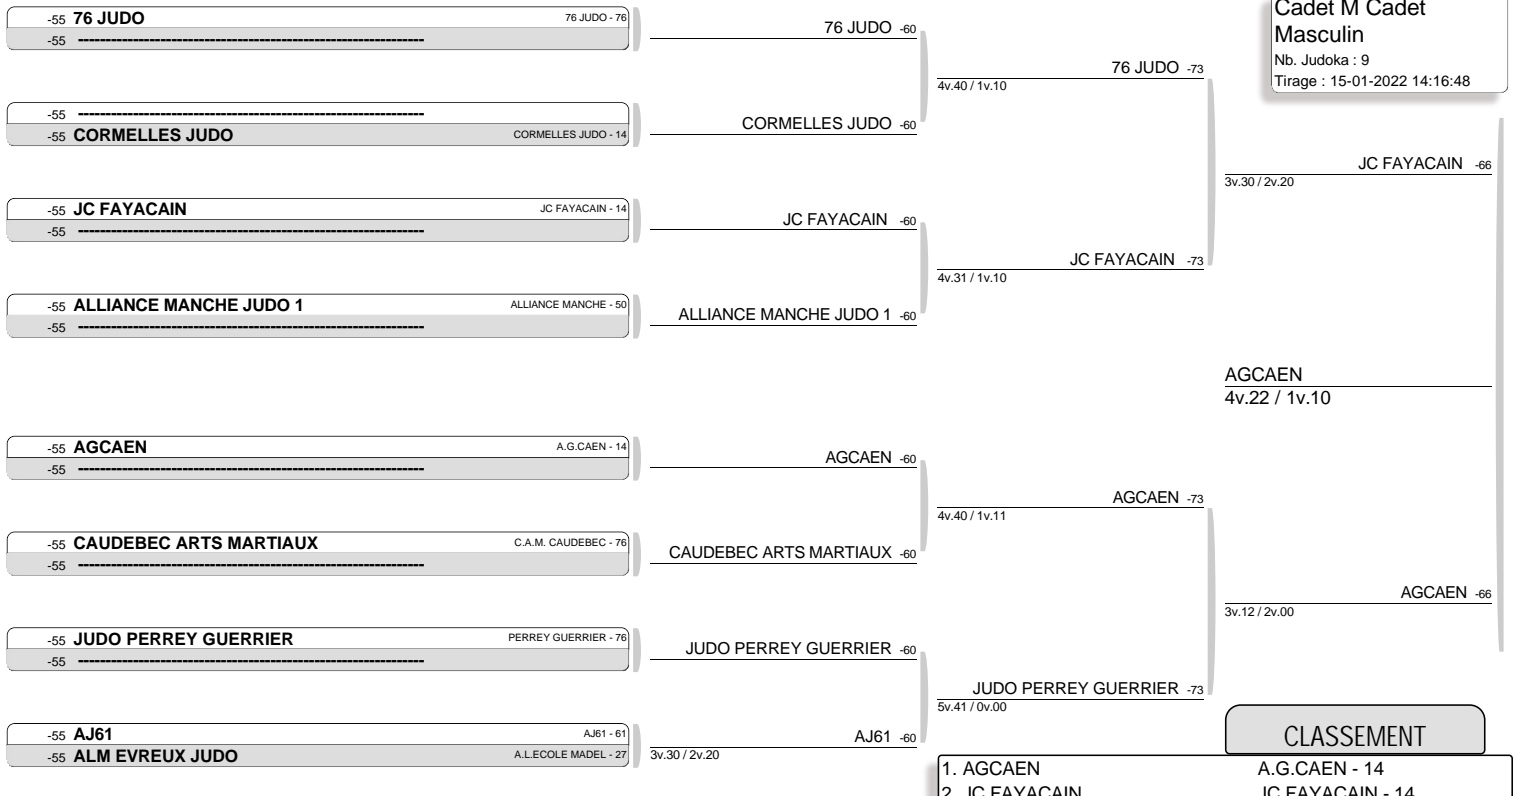 Cadet M Cadet
Masculin
Nb. Judoka : 9
Tirage : 15-01-2022 14:16:48
-55 76 JUDO 76 JUDO - 76
-55 ----------------------------------------------------------------
-55 ----------------------------------------------------------------
-55 CORMELLES JUDO CORMELLES JUDO - 14
-55 JC FAYACAIN JC FAYACAIN - 14
-55 ----------------------------------------------------------------
-55 ALLIANCE MANCHE JUDO 1 ALLIANCE MANCHE - 50
-55 ----------------------------------------------------------------
-55 AGCAEN A.G.CAEN - 14
-55 ----------------------------------------------------------------
-55 CAUDEBEC ARTS MARTIAUX C.A.M. CAUDEBEC - 76
-55 ----------------------------------------------------------------
-55 JUDO PERREY GUERRIER PERREY GUERRIER - 76
-55 ----------------------------------------------------------------
-55 AJ61 AJ61 - 61
-55 ALM EVREUX JUDO A.L.ECOLE MADEL - 27
76 JUDO -60
CORMELLES JUDO -60
JC FAYACAIN -60
ALLIANCE MANCHE JUDO 1 -60
AGCAEN -60
CAUDEBEC ARTS MARTIAUX -60
JUDO PERREY GUERRIER -60
AJ61 -60
3v.30 / 2v.20
76 JUDO -73
4v.40 / 1v.10
JC FAYACAIN -73
4v.31 / 1v.10
AGCAEN -73
4v.40 / 1v.11
JUDO PERREY GUERRIER -73
5v.41 / 0v.00
JC FAYACAIN -66
3v.30 / 2v.20
AGCAEN
4v.22 / 1v.10
AGCAEN -66
3v.12 / 2v.00
CLASSEMENT
1. AGCAEN A.G.CAEN - 14
2. JC FAYACAIN JC FAYACAIN - 14